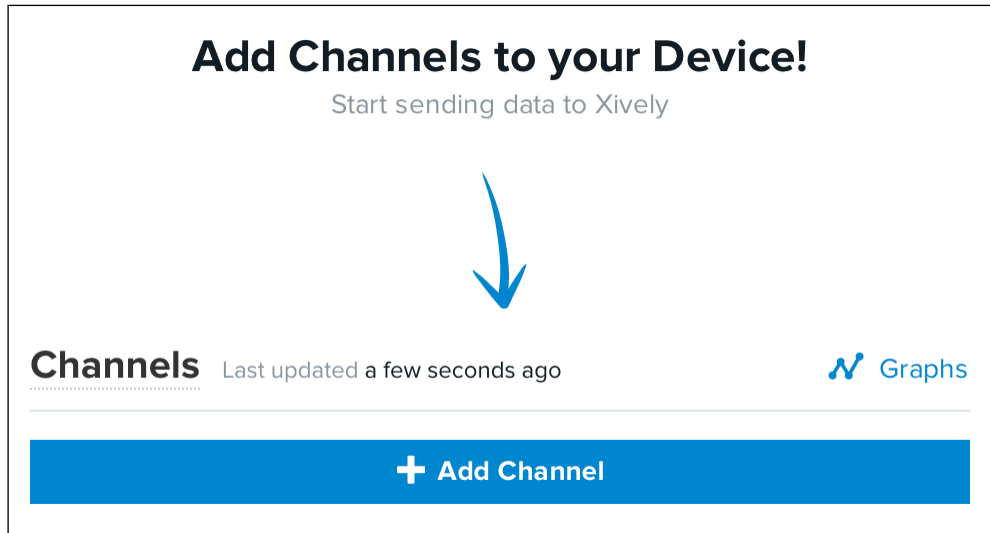 Add Channels to your Device!
Start sending data to Xively
Channels Last updated a few seconds ago Graphs
Add Channel